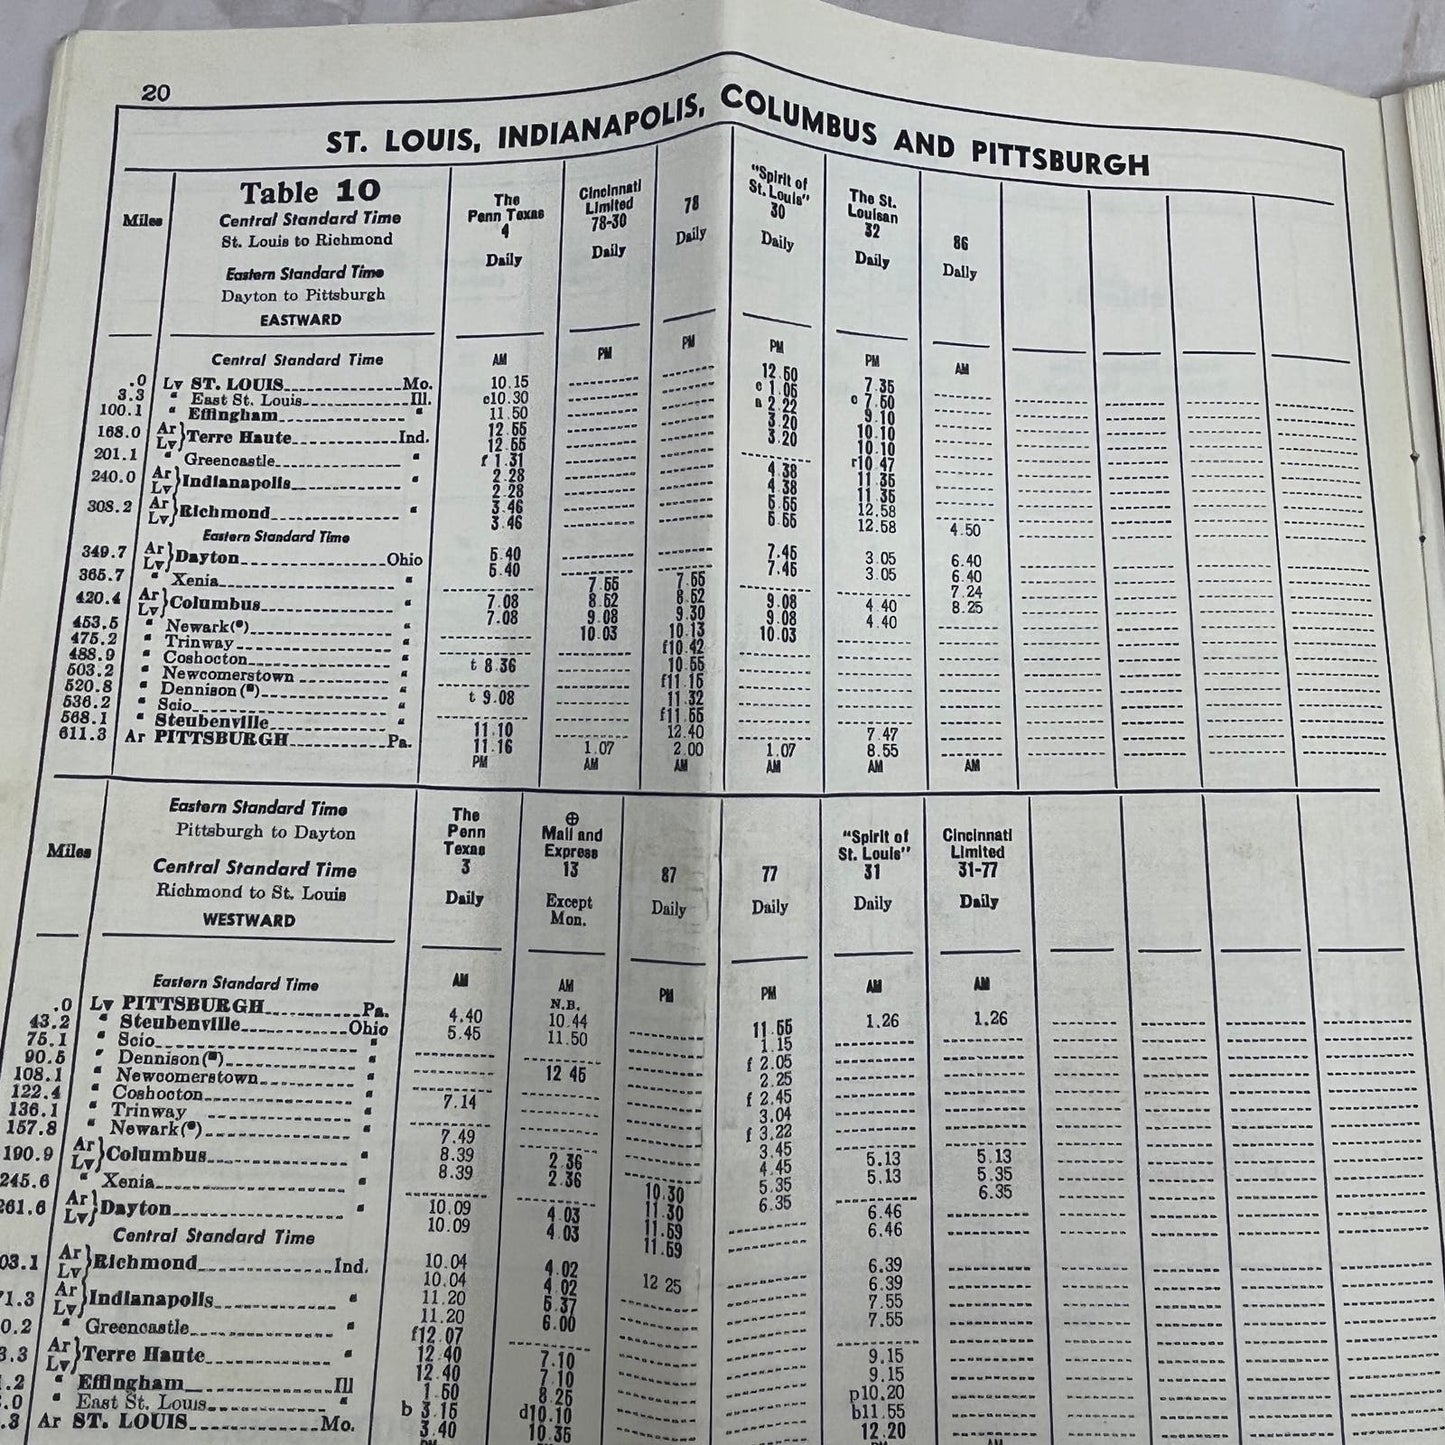 20
ST. LOUIS, INDIANAPOLIS, COLUMBUS AND PITTSBURGH
Miles
Table 10
Central Standard Time
St. Louis to Richmond
Eastern Standard Time
Dayton to Pittsburgh
EASTWARD
The Penn Texas 4 Daily
Cincinnati Limited 78-30 Daily
78 Daily
"Spirit of St. Louis" 30 Daily
The St. Louisan 32 Daily
86 Daily
Central Standard Time AM PM PM PM PM AM
.0 Lv ST. LOUIS Mo. 10.15 12.50 7.35
3.3 " East St. Louis Ill. c10.30 c 1.05 c 7.50
100.1 " Effingham " 11.50 a 2.22 9.10
168.0 Ar } Terre Haute Ind. 12.55 3.20 10.10
Lv } 12.55 3.20 10.10
201.1 " Greencastle " f 1.31 r10 47
240.0 Ar } Indianapolis " 2.28 4.38 11.35
Lv } 2.28 4.38 11.35
308.2 Ar } Richmond " 3.46 5.55 12.58
Lv } 3.46 5.55 12.58 4.50
Eastern Standard Time
349.7 Ar } Dayton Ohio 5.40 7.45 3.05 6.40
Lv } 5.40 7.45 3.05 6.40
365.7 " Xenia " 7.55 7.55 7.24
420.4 Ar } Columbus " 7.08 8.52 8.52 9.08 4.40 8.25
Lv } 7.08 9.08 9.30 9.08 4.40
453.5 " Newark " 10.03 10.13 10.03
475.2 " Trinway " f10.42
488.9 " Coshocton " t 8.36 10.55
503.2 " Newcomerstown " f11.15
520.8 " Dennison " t 9.08 11.32
536.2 " Scio " f11.55
568.1 " Steubenville " 11.10 12.40 7.47
611.3 Ar PITTSBURGH Pa. 11.16 1.07 2.00 1.07 8.55
PM AM AM AM AM AM
Miles
Eastern Standard Time
Pittsburgh to Dayton
Central Standard Time
Richmond to St. Louis
WESTWARD
The Penn Texas 3 Daily
⊕ Mail and Express 13 Except Mon.
87 Daily
77 Daily
"Spirit of St. Louis" 31 Daily
Cincinnati Limited 31-77 Daily
Eastern Standard Time AM AM PM PM AM AM
N.B.
.0 Lv PITTSBURGH Pa. 4.40 10.44 11.55 1.26 1.26
43.2 " Steubenville Ohio 5.45 11.50 1.15
75.1 " Scio " f 2.05
90.5 " Dennison " 12 45 2.25
108.1 " Newcomerstown " f 2.45
122.4 " Coshocton " 7.14 3.04
136.1 " Trinway " f 3.22
157.8 " Newark " 7.49 3.45
190.9 Ar } Columbus " 8.39 2.36 4.45 5.13 5.13
Lv } 8.39 2.36 10.30 5.35 5.13 5.35
245.6 " Xenia " 11.30 6.35 6.35
261.6 Ar } Dayton " 10.09 4.03 11.59 6.46
Lv } 10.09 4.03 11.59 6.46
Central Standard Time
03.1 Ar } Richmond Ind. 10.04 4.02 12 25 6.39
Lv } 10.04 4.02 6.39
1.3 Ar } Indianapolis " 11.20 5.37 7.55
Lv } 11.20 6.00 7.55
0.2 " Greencastle " f12.07
3.3 Ar } Terre Haute " 12.40 7.10 9.15
Lv } 12.40 7.10 9.15
.2 " Effingham Ill 1.50 8.25 p10.20
.0 " East St. Louis " b 3.15 d10.10 b11.55
.3 Ar ST. LOUIS Mo. 3.40 10.35 12.20